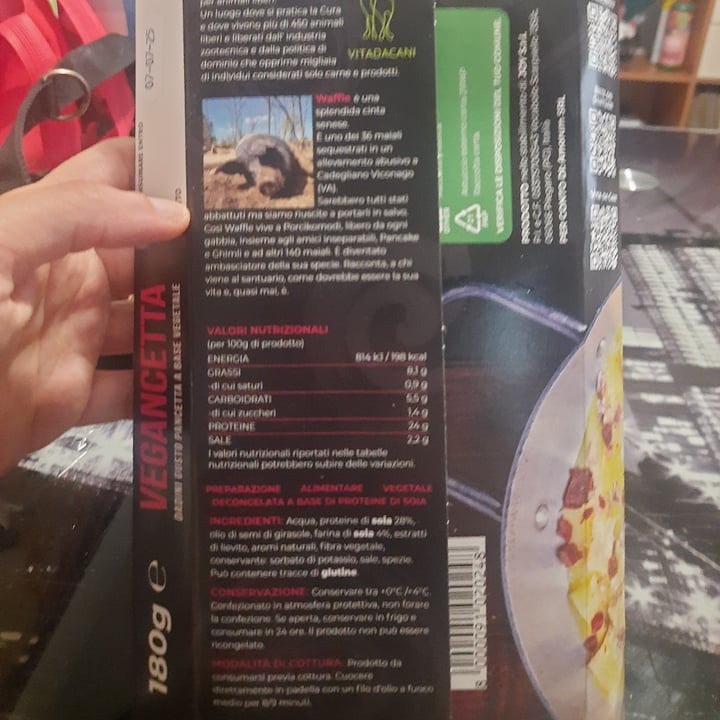 Un luogo dove si pratica la Cura
e dove vivono più di 450 animali
liberi e liberati dall' industria
zootecnica e dalla politica di
dominio che opprime migliaia
di individui considerati solo carne e prodotti.
VITADACANI
Waffle è una
splendida cinta
senese.
È uno dei 36 maiali
sequestrati in un
allevamento abusivo a
Cadegliano Viconago
(VA).
Sarebbero tutti stati
abbattuti ma siamo riusciti a portarli in salvo.
Così Waffle vive a Porcikomodi, libero da ogni
gabbia, insieme agli amici inseparabili, Pancake
e Ghimli e ad altri 140 maiali. È diventato
ambasciatore della sua specie. Racconta, a chi
viene al santuario, come dovrebbe essere la sua
vita e, quasi mai, è.
VALORI NUTRIZIONALI
(per 100g di prodotto)
ENERGIA 814 kJ / 198 kcal
GRASSI 8,1 g
-di cui saturi 0,9 g
CARBOIDRATI 5,5 g
-di cui zuccheri 1,4 g
PROTEINE 24 g
SALE 2,2 g
I valori nutrizionali riportati nelle tabelle
nutrizionali potrebbero subire delle variazioni.
PREPARAZIONE ALIMENTARE VEGETALE
DECONGELATA A BASE DI PROTEINE DI SOIA
INGREDIENTI: Acqua, proteine di soia 28%,
olio di semi di girasole, farina di soia 4%, estratti
di lievito, aromi naturali, fibra vegetale,
conservante: sorbato di potassio, sale, spezie.
Può contenere tracce di glutine.
CONSERVAZIONE: Conservare tra +0°C /+4°C.
Confezionato in atmosfera protettiva, non forare
la confezione. Se aperta, conservare in frigo e
consumare in 24 ore. Il prodotto non può essere
ricongelato.
MODALITÀ DI COTTURA: Prodotto da
consumarsi previa cottura. Cuocere
direttamente in padella con un filo d'olio a fuoco
medio per 8/9 minuti.
07-07-25
VEGANCETTA
GUSTO PANCETTA A BASE VEGETALE
180g e
Raccolta carta.
VERIFICA LE DISPOSIZIONI DEL TUO COMUNE.
PRODOTTO nello stabilimento di: JOY S.r.l.
PER CONTO DI: Amorum SRL